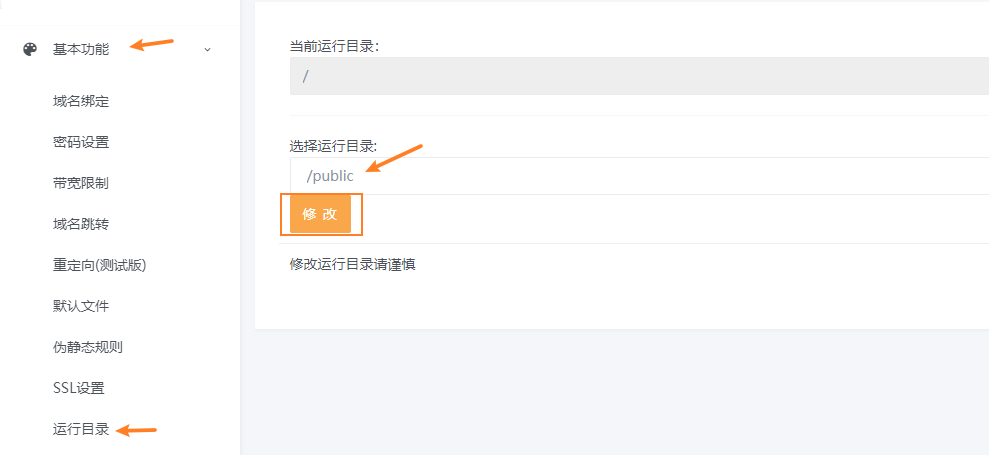 基本功能
域名绑定
密码设置
带宽限制
域名跳转
重定向(测试版)
默认文件
伪静态规则
SSL设置
运行目录
当前运行目录:
/
选择运行目录:
/public
修 改
修改运行目录请谨慎